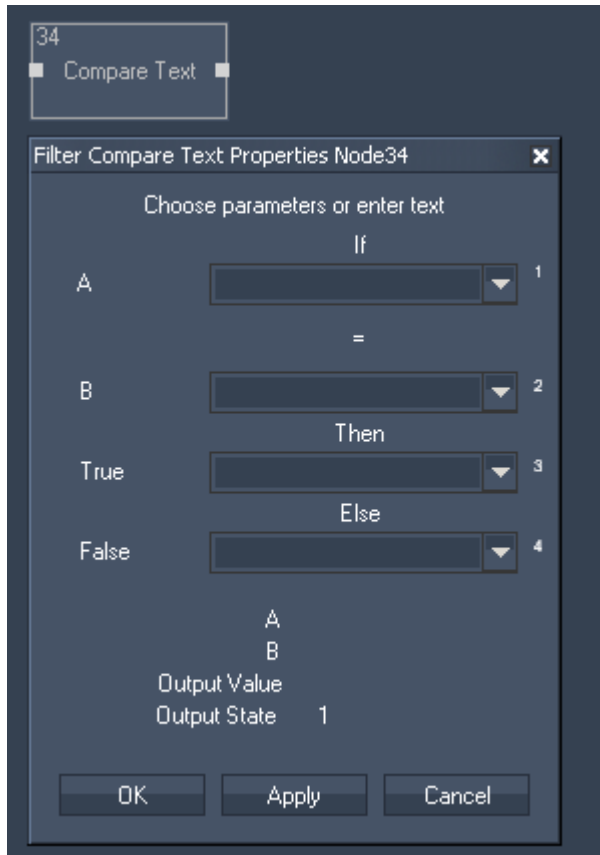 34
Compare Text
Filter Compare Text Properties Node34
Choose parameters or enter text
If
A 1
=
B 2
Then
True 3
Else
False 4
A
B
Output Value
Output State 1
OK Apply Cancel